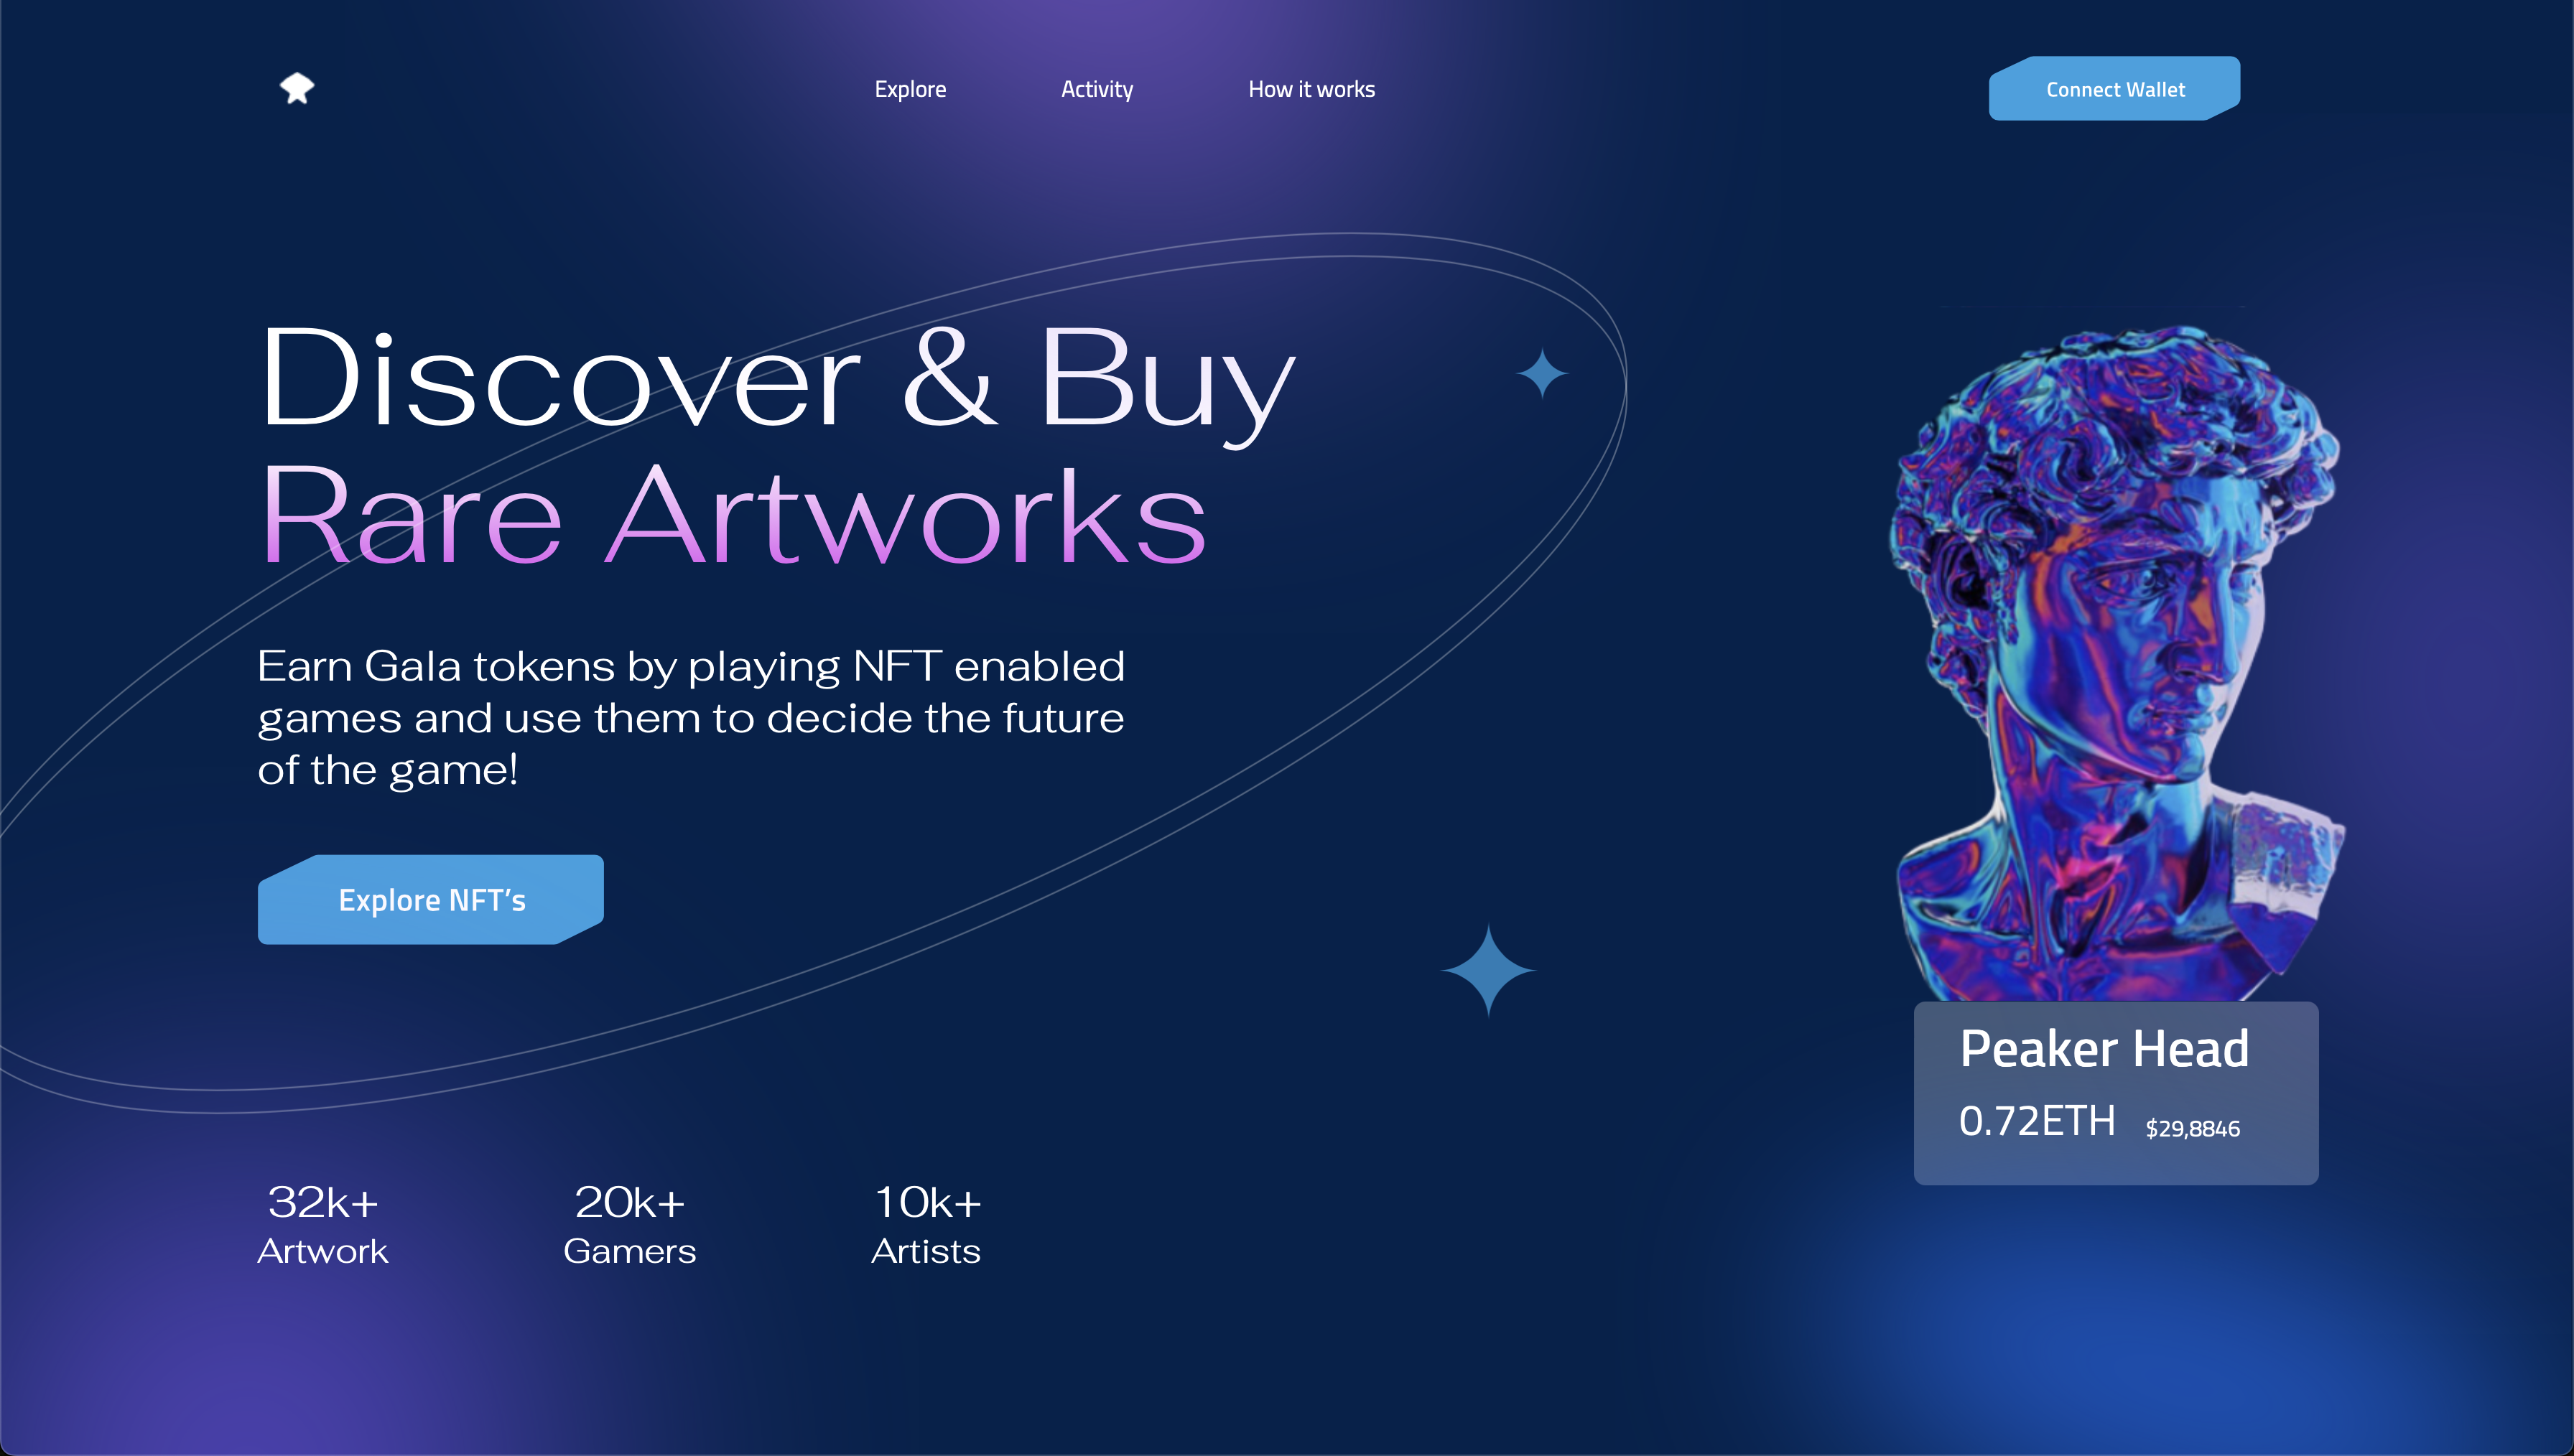 Explore
Activity
How it works
Connect Wallet
Discover & Buy
Rare Artworks
Earn Gala tokens by playing NFT enabled
games and use them to decide the future
of the game!
Explore NFT’s
Peaker Head
0.72ETH $29,8846
32k+
Artwork
20k+
Gamers
10k+
Artists